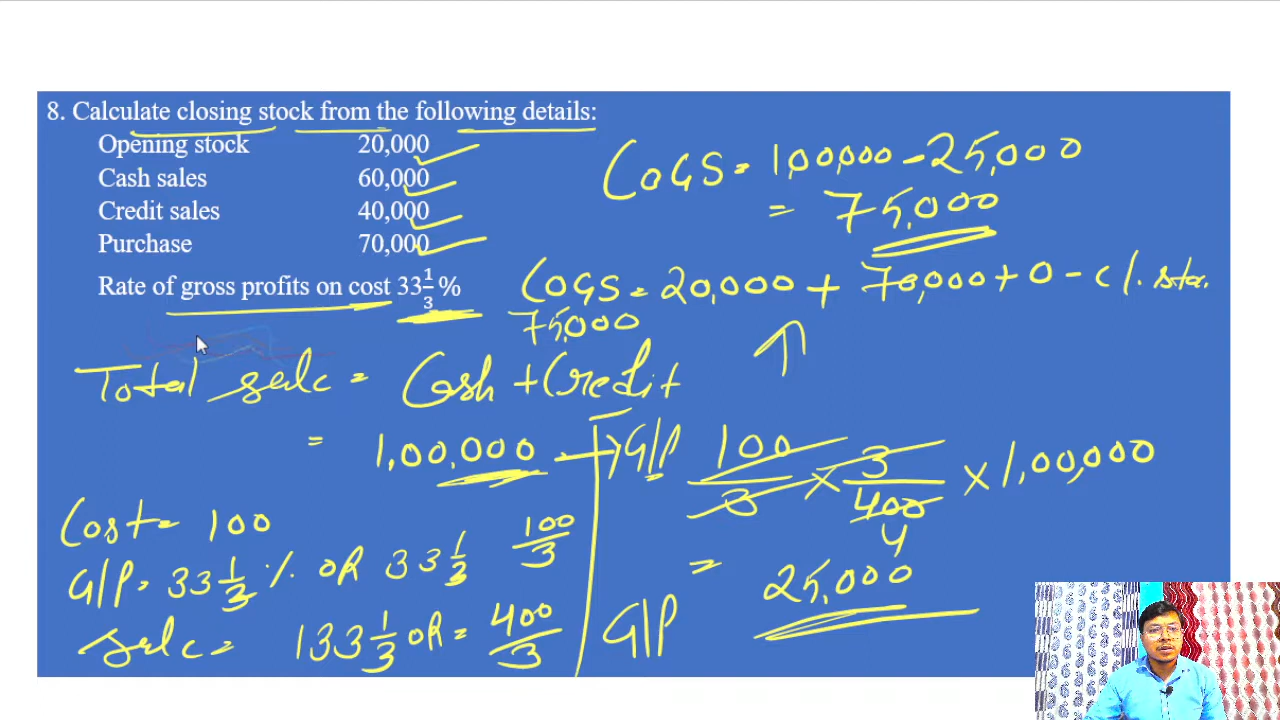 8. Calculate closing stock from the following details:
Opening stock 20,000
Cash sales 60,000
Credit sales 40,000
Purchase 70,000
Rate of gross profits on cost 33 1/3 %
COGS = 1,00,000 - 25,000
= 75,000
COGS = 20,000 + 70,000 + 0 - c/. sto.
75,000
Total sale = Cash + Credit
= 1,00,000
G/P 100/3 × 3/400 × 1,00,000
4
= 25,000
G/P
Cost = 100
G/P = 33 1/3 % OR 33 1/3 100/3
sale = 133 1/3 OR = 400/3